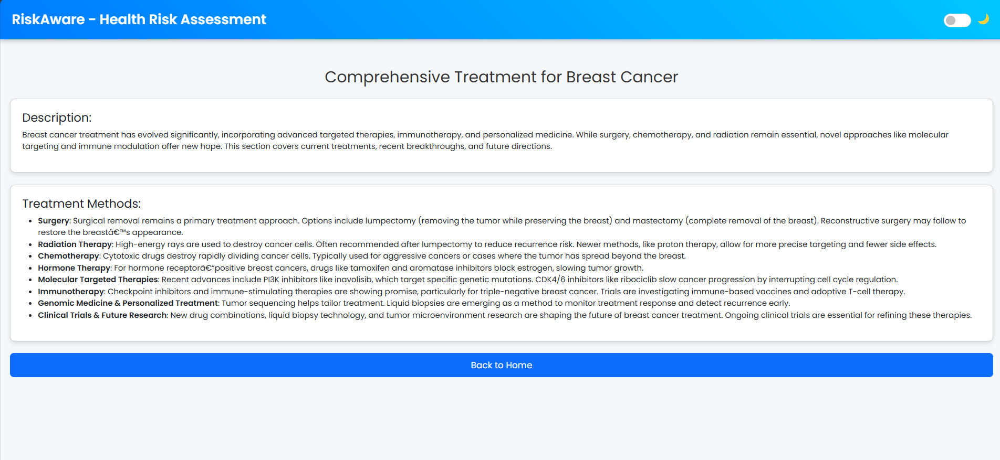 RiskAware - Health Risk Assessment
Comprehensive Treatment for Breast Cancer
Description:
Breast cancer treatment has evolved significantly, incorporating advanced targeted therapies, immunotherapy, and personalized medicine. While surgery, chemotherapy, and radiation remain essential, novel approaches like molecular
targeting and immune modulation offer new hope. This section covers current treatments, recent breakthroughs, and future directions.
Treatment Methods:
• Surgery: Surgical removal remains a primary treatment approach. Options include lumpectomy (removing the tumor while preserving the breast) and mastectomy (complete removal of the breast). Reconstructive surgery may follow to
restore the breastâ€™s appearance.
• Radiation Therapy: High-energy rays are used to destroy cancer cells. Often recommended after lumpectomy to reduce recurrence risk. Newer methods, like proton therapy, allow for more precise targeting and fewer side effects.
• Chemotherapy: Cytotoxic drugs destroy rapidly dividing cancer cells. Typically used for aggressive cancers or cases where the tumor has spread beyond the breast.
• Hormone Therapy: For hormone receptorâ€“positive breast cancers, drugs like tamoxifen and aromatase inhibitors block estrogen, slowing tumor growth.
• Molecular Targeted Therapies: Recent advances include PI3K inhibitors like inavolisib, which target specific genetic mutations. CDK4/6 inhibitors like ribociclib slow cancer progression by interrupting cell cycle regulation.
• Immunotherapy: Checkpoint inhibitors and immune-stimulating therapies are showing promise, particularly for triple-negative breast cancer. Trials are investigating immune-based vaccines and adoptive T-cell therapy.
• Genomic Medicine & Personalized Treatment: Tumor sequencing helps tailor treatment. Liquid biopsies are emerging as a method to monitor treatment response and detect recurrence early.
• Clinical Trials & Future Research: New drug combinations, liquid biopsy technology, and tumor microenvironment research are shaping the future of breast cancer treatment. Ongoing clinical trials are essential for refining these therapies.
Back to Home